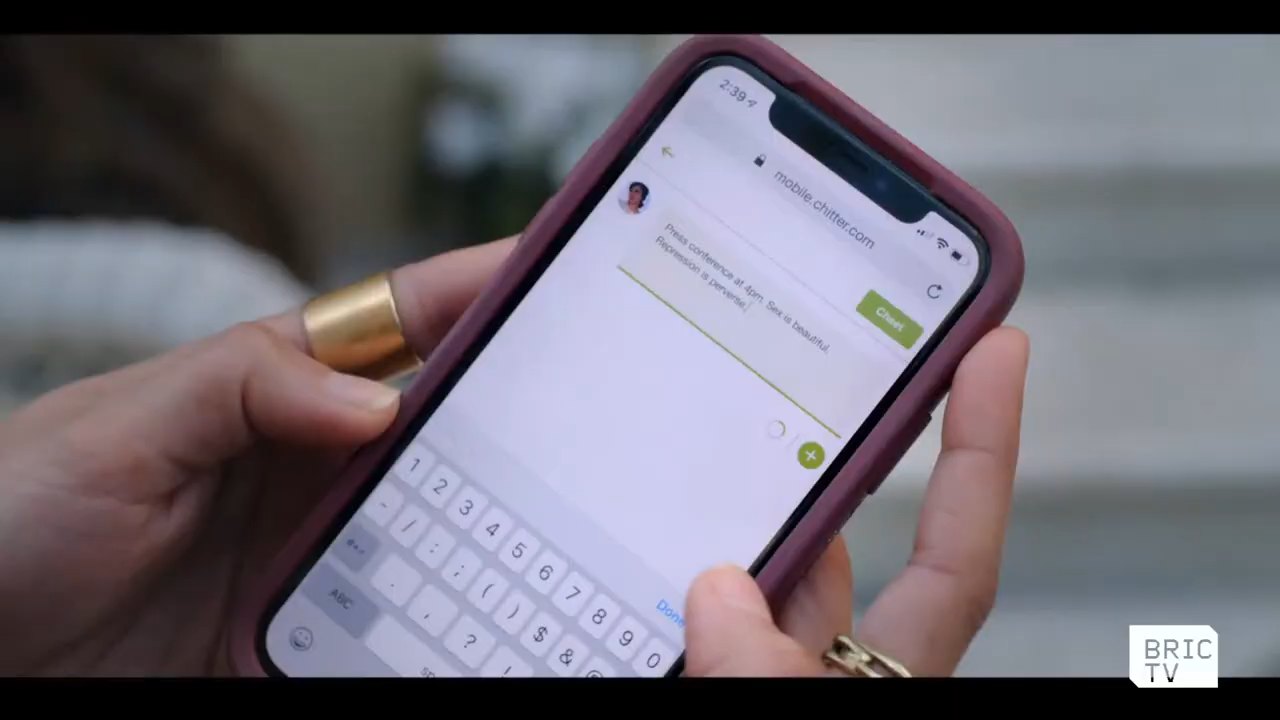 2:39
mobile.chitter.com
Press conference at 4pm. Sex is beautiful.
Repression is perverse.
Cheet
Done
1 2 3 4 5 6 7 8 9 0
- / : ; ( ) $ &
#+=
. , ? !
ABC
BRIC
TV